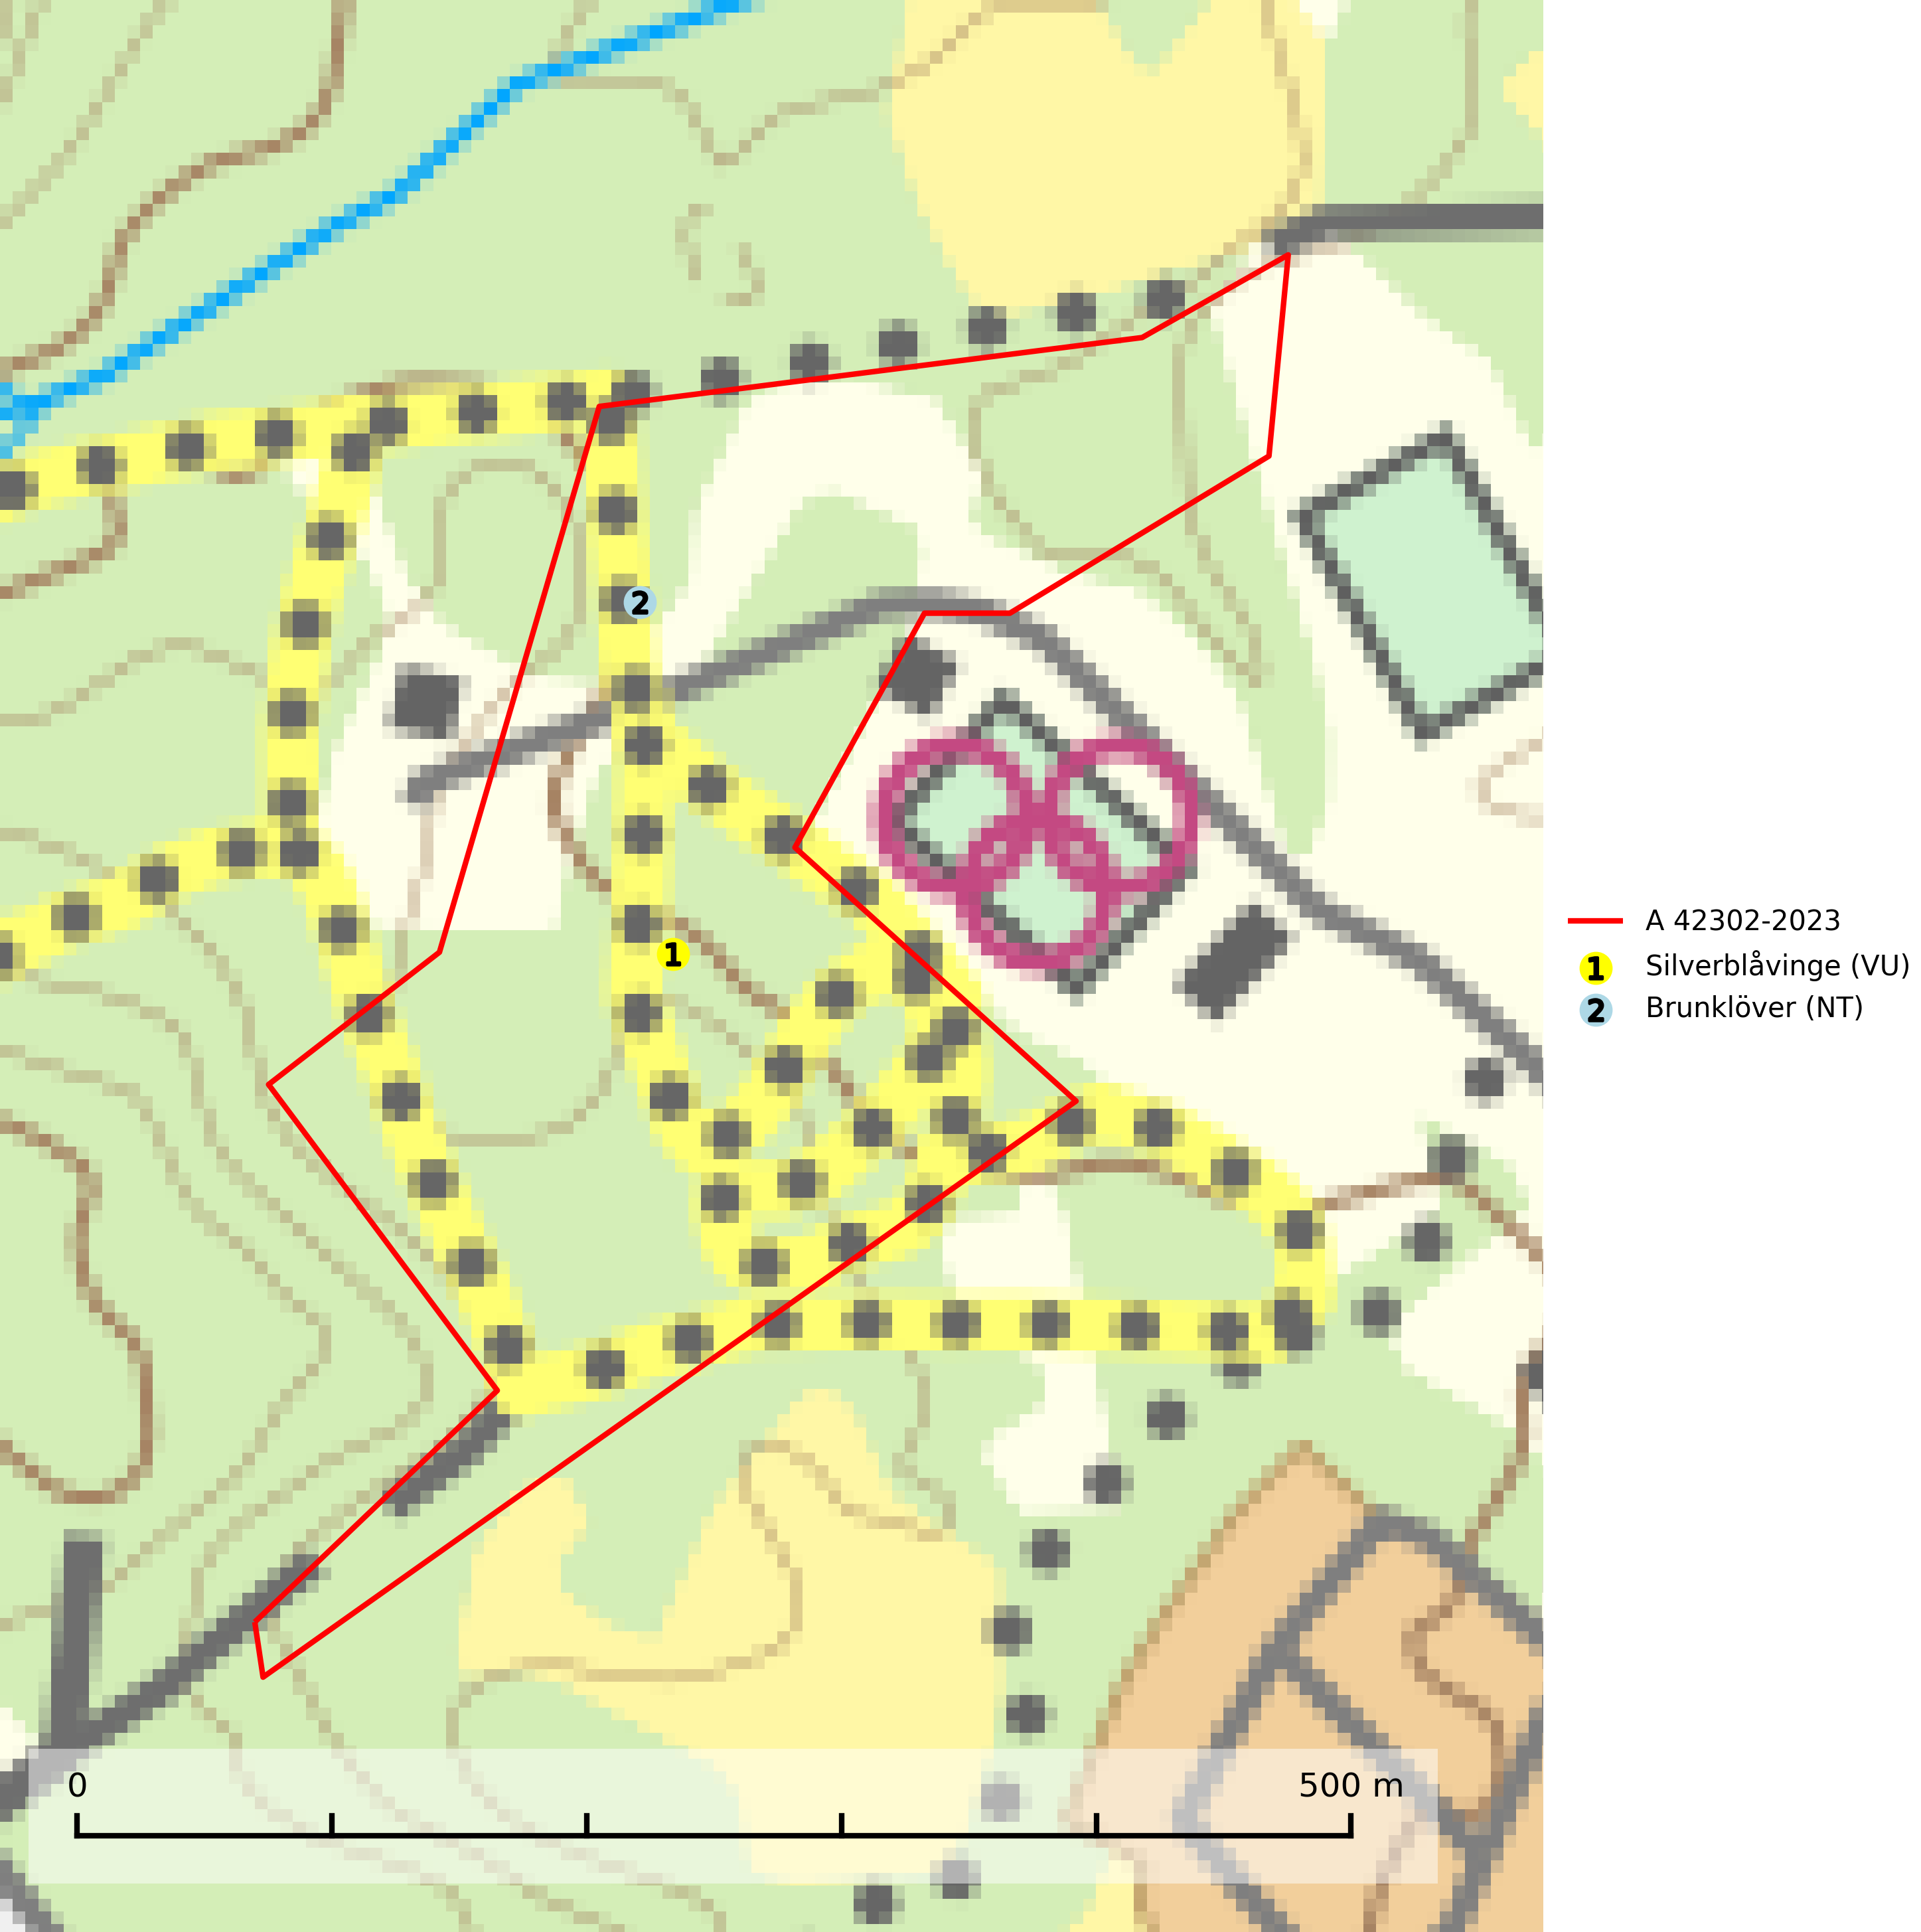 2
1
A 42302-2023
1 Silverblåvinge (VU)
2 Brunklöver (NT)
0 500 m